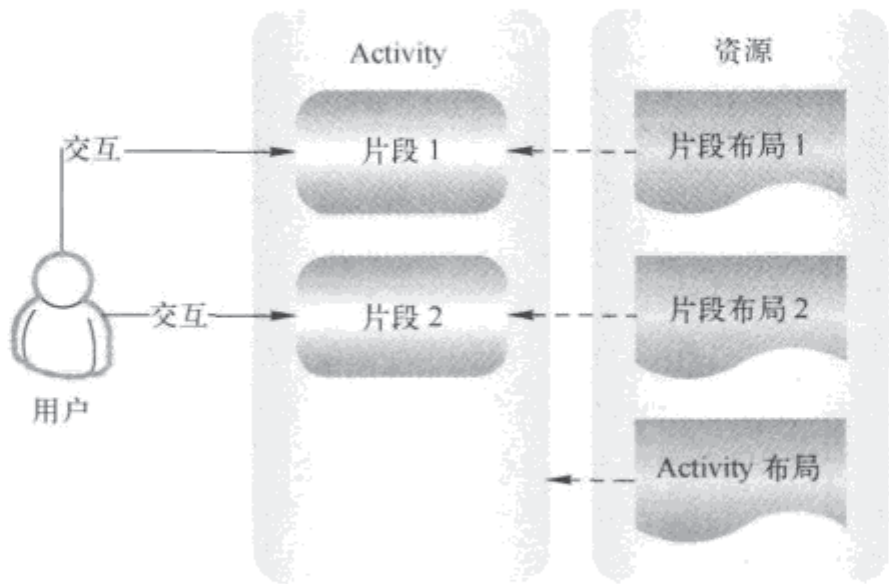 Activity
资源
交互
片段 1
片段布局 1
交互
片段 2
片段布局 2
用户
Activity 布局